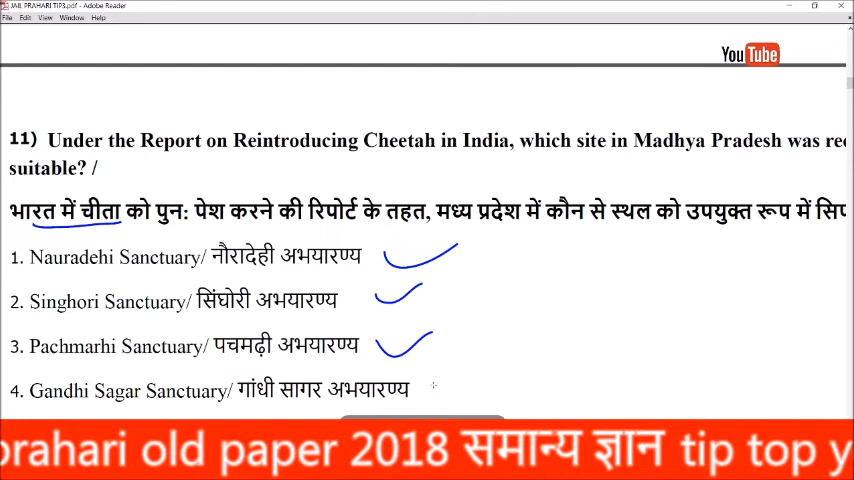 JAIL PRAHARI TIP3.pdf - Adobe Reader
File Edit View Window Help
YouTube
11) Under the Report on Reintroducing Cheetah in India, which site in Madhya Pradesh was
suitable? /
भारत में चीता को पुन: पेश करने की रिपोर्ट के तहत, मध्य प्रदेश में कौन से स्थल को उपयुक्त रूप में
1. Nauradehi Sanctuary/ नौरादेही अभयारण्य
2. Singhori Sanctuary/ सिंघोरी अभयारण्य
3. Pachmarhi Sanctuary/ पचमढ़ी अभयारण्य
4. Gandhi Sagar Sanctuary/ गांधी सागर अभयारण्य
prahari old paper 2018 समान्य ज्ञान tip top y